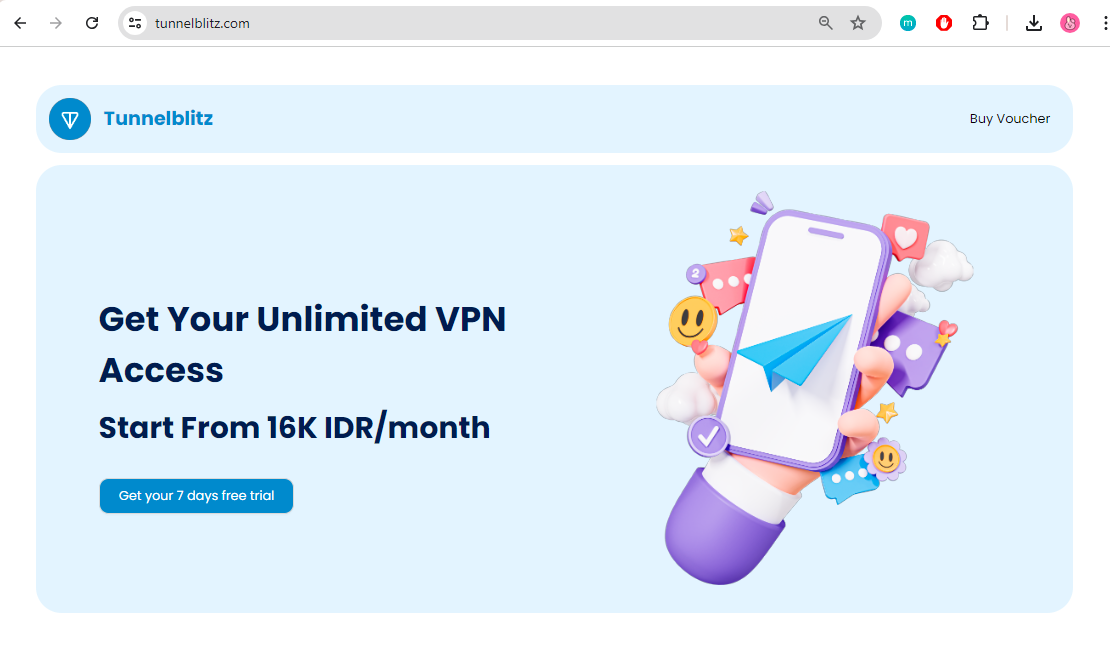 tunnelblitz.com
m
Tunnelblitz
Buy Voucher
Get Your Unlimited VPN
Access
Start From 16K IDR/month
Get your 7 days free trial
2